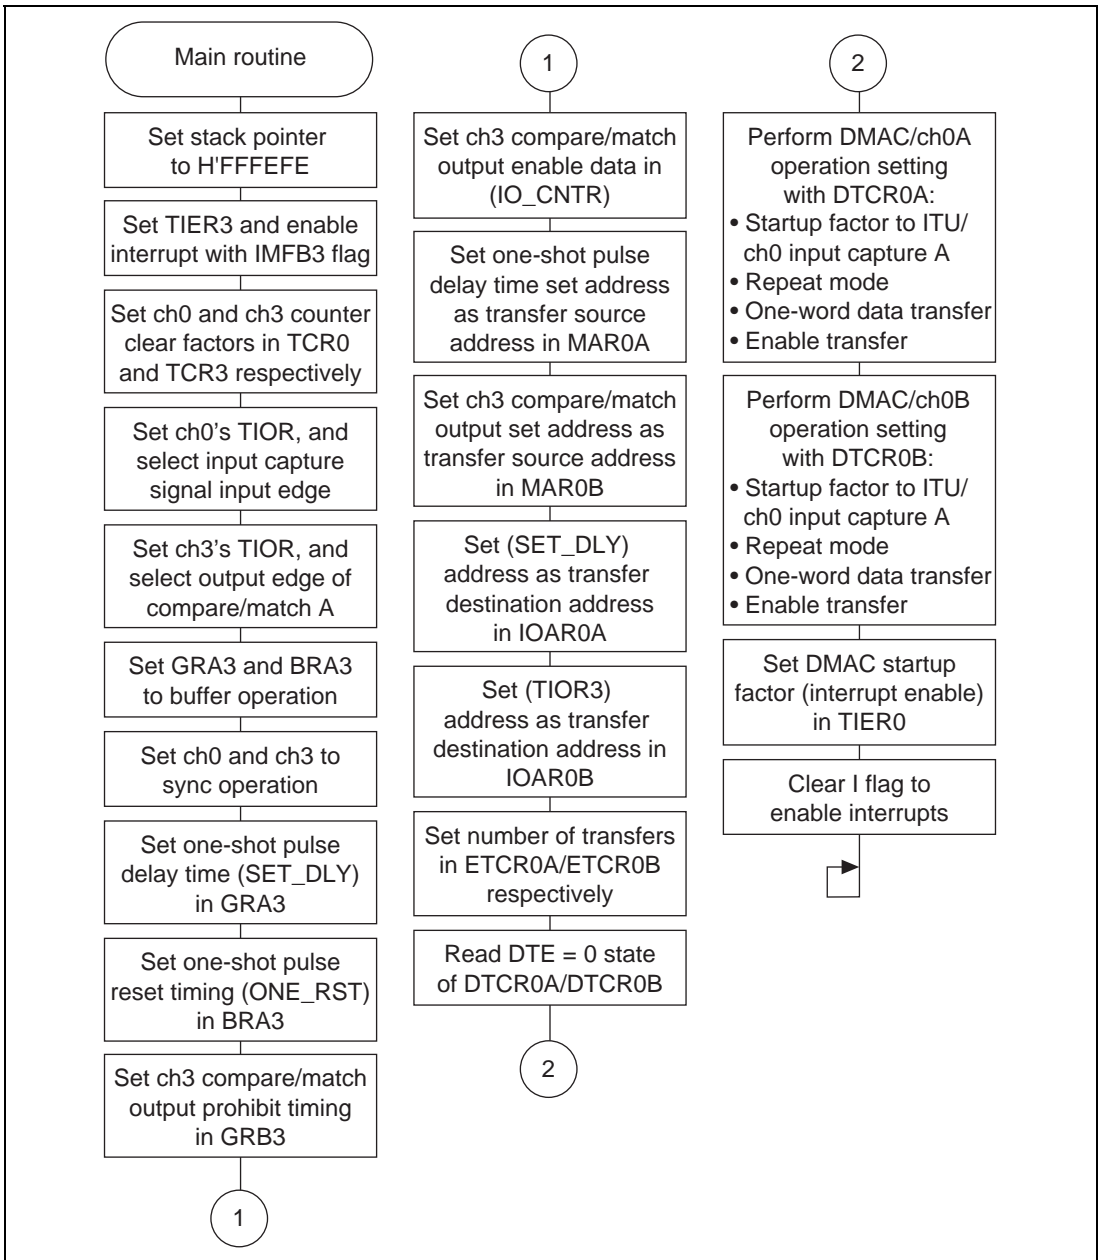 Main routine
Set stack pointer
to H'FFFEFE
Set TIER3 and enable
interrupt with IMFB3 flag
Set ch0 and ch3 counter
clear factors in TCR0
and TCR3 respectively
Set ch0's TIOR, and
select input capture
signal input edge
Set ch3's TIOR, and
select output edge of
compare/match A
Set GRA3 and BRA3
to buffer operation
Set ch0 and ch3 to
sync operation
Set one-shot pulse
delay time (SET_DLY)
in GRA3
Set one-shot pulse
reset timing (ONE_RST)
in BRA3
Set ch3 compare/match
output prohibit timing
in GRB3
1
1
Set ch3 compare/match
output enable data in
(IO_CNTR)
Set one-shot pulse
delay time set address
as transfer source
address in MAR0A
Set ch3 compare/match
output set address as
transfer source address
in MAR0B
Set (SET_DLY)
address as transfer
destination address
in IOAR0A
Set (TIOR3)
address as transfer
destination address in
IOAR0B
Set number of transfers
in ETCR0A/ETCR0B
respectively
Read DTE = 0 state
of DTCR0A/DTCR0B
2
2
Perform DMAC/ch0A
operation setting
with DTCR0A:
• Startup factor to ITU/
ch0 input capture A
• Repeat mode
• One-word data transfer
• Enable transfer
Perform DMAC/ch0B
operation setting
with DTCR0B:
• Startup factor to ITU/
ch0 input capture A
• Repeat mode
• One-word data transfer
• Enable transfer
Set DMAC startup
factor (interrupt enable)
in TIER0
Clear I flag to
enable interrupts